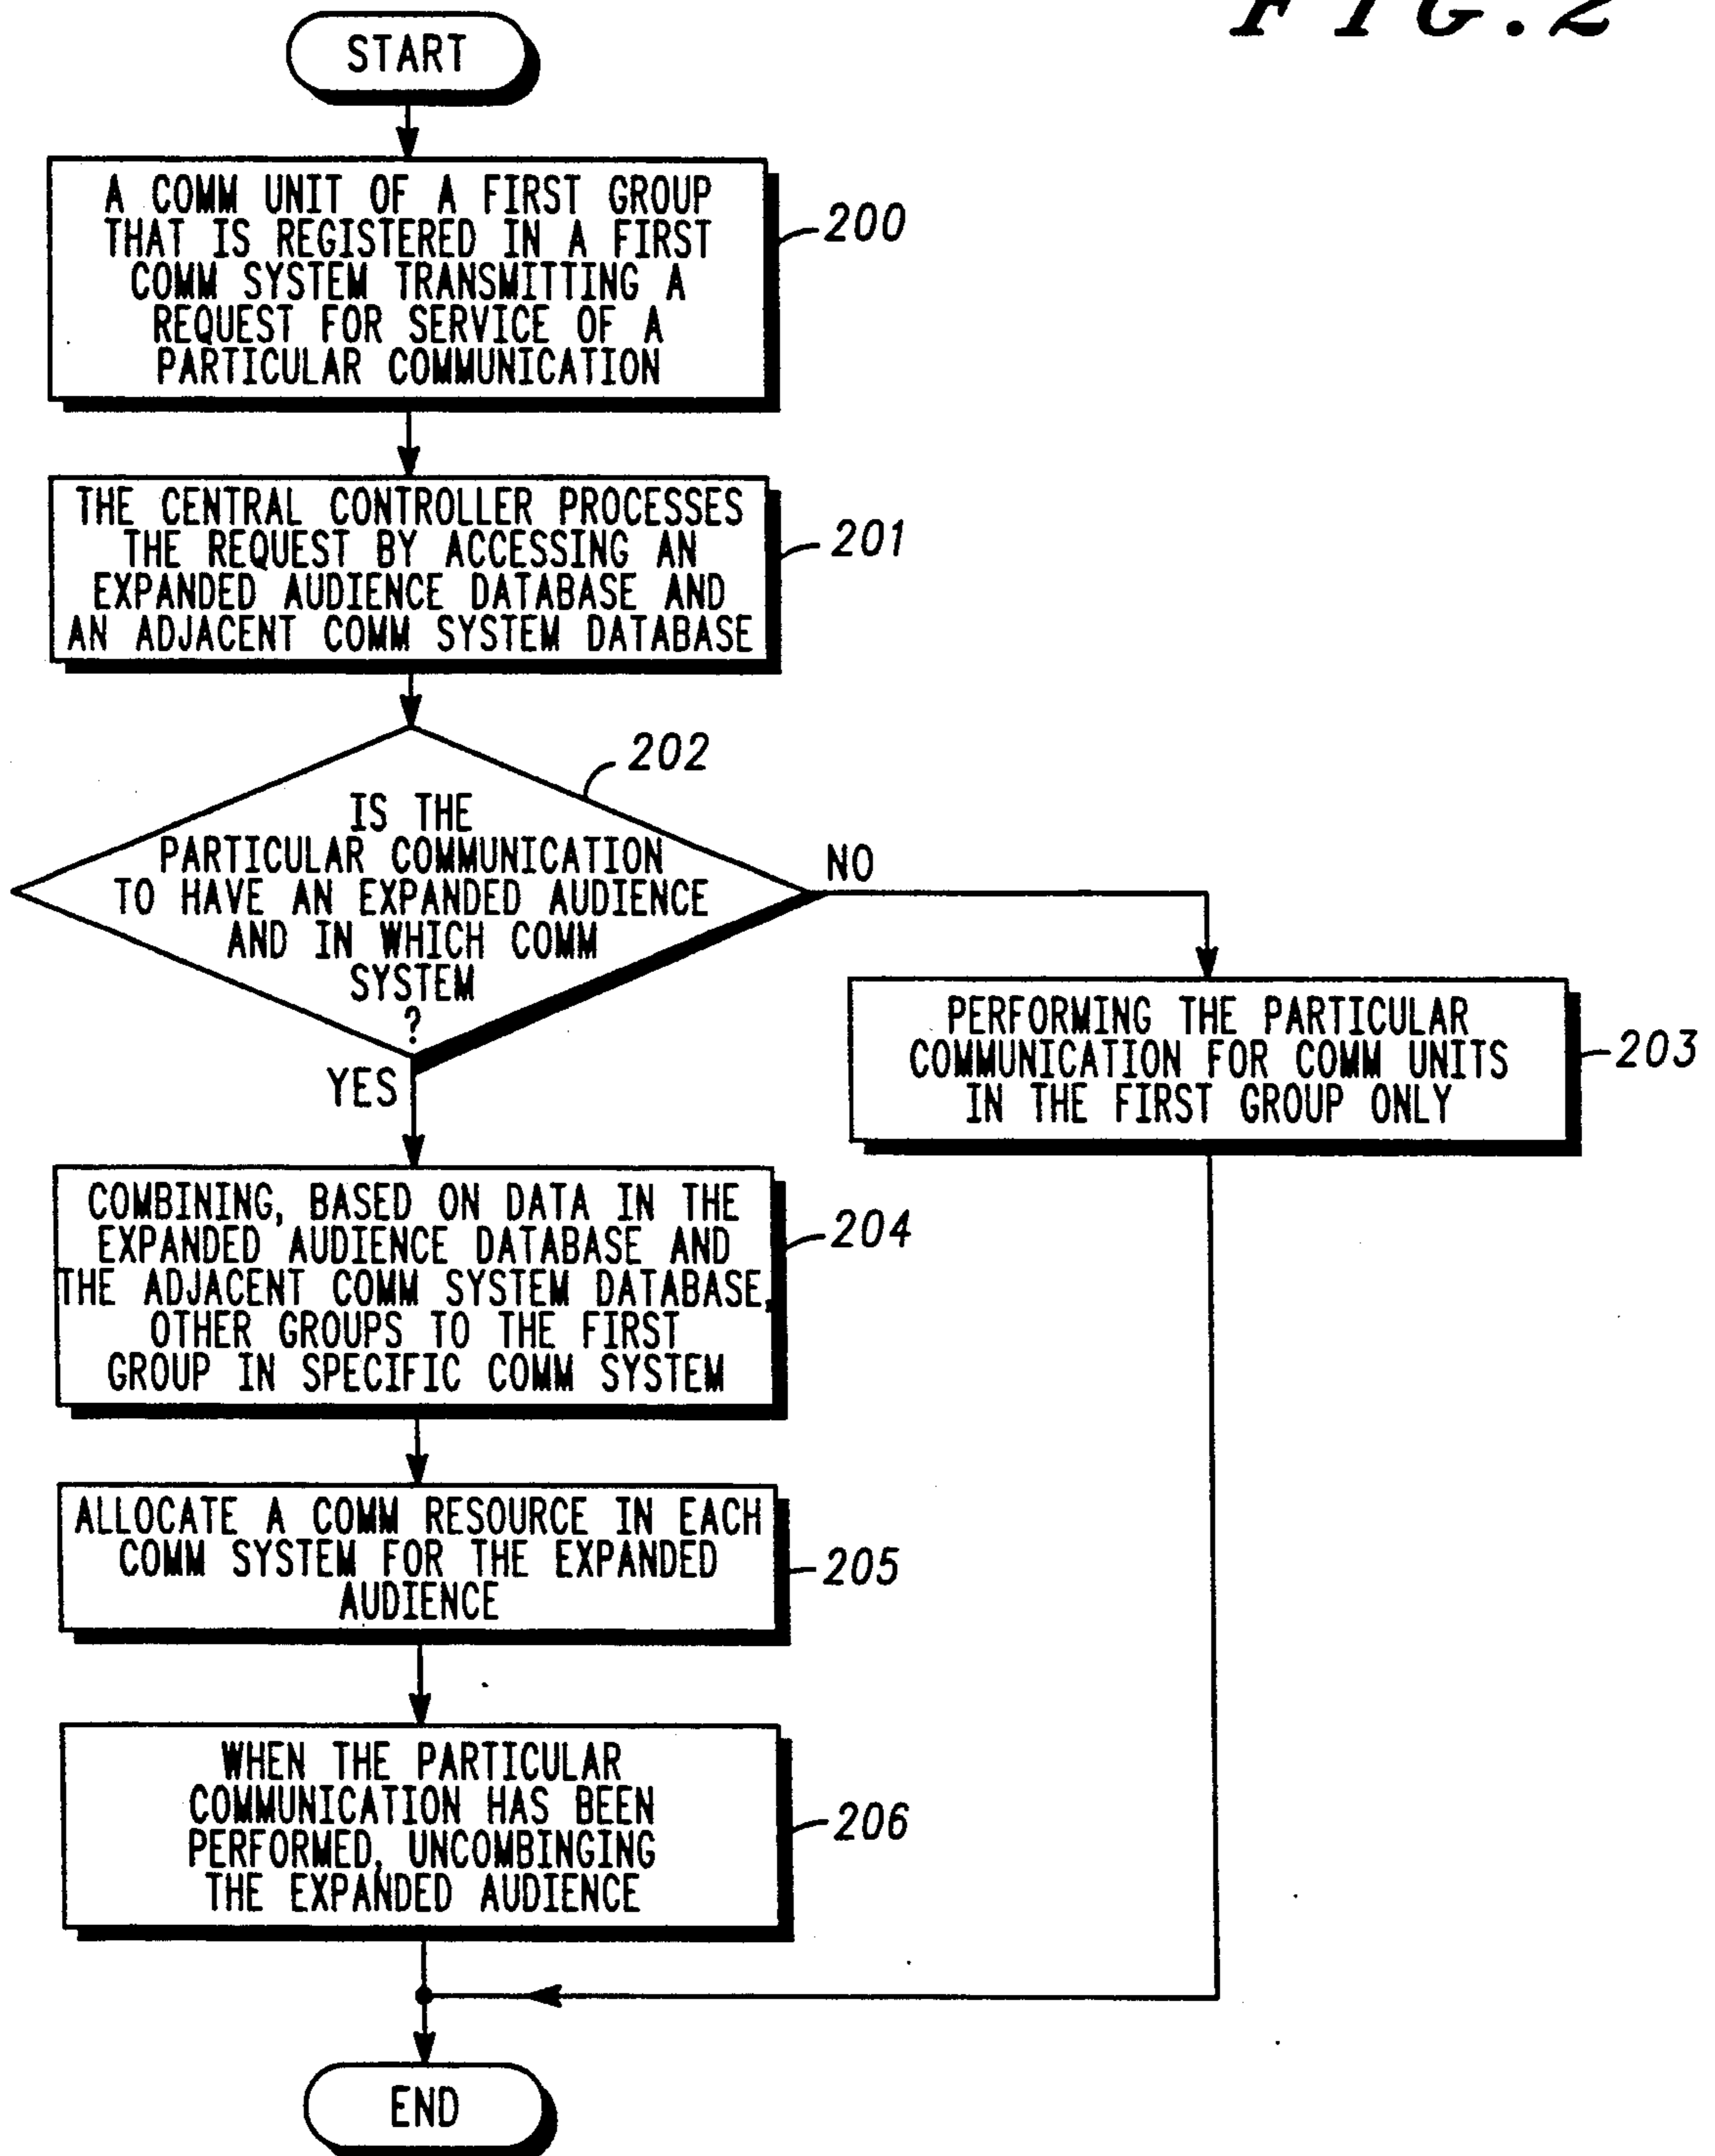 FIG.2
START
A COMM UNIT OF A FIRST GROUP
THAT IS REGISTERED IN A FIRST
COMM SYSTEM TRANSMITTING A
REQUEST FOR SERVICE OF A
PARTICULAR COMMUNICATION
200
THE CENTRAL CONTROLLER PROCESSES
THE REQUEST BY ACCESSING AN
EXPANDED AUDIENCE DATABASE AND
AN ADJACENT COMM SYSTEM DATABASE
201
202
IS THE
PARTICULAR COMMUNICATION
TO HAVE AN EXPANDED AUDIENCE
AND IN WHICH COMM
SYSTEM
?
NO
YES
PERFORMING THE PARTICULAR
COMMUNICATION FOR COMM UNITS
IN THE FIRST GROUP ONLY
203
COMBINING, BASED ON DATA IN THE
EXPANDED AUDIENCE DATABASE AND
THE ADJACENT COMM SYSTEM DATABASE,
OTHER GROUPS TO THE FIRST
GROUP IN SPECIFIC COMM SYSTEM
204
ALLOCATE A COMM RESOURCE IN EACH
COMM SYSTEM FOR THE EXPANDED
AUDIENCE
205
WHEN THE PARTICULAR
COMMUNICATION HAS BEEN
PERFORMED, UNCOMBINGING
THE EXPANDED AUDIENCE
206
END